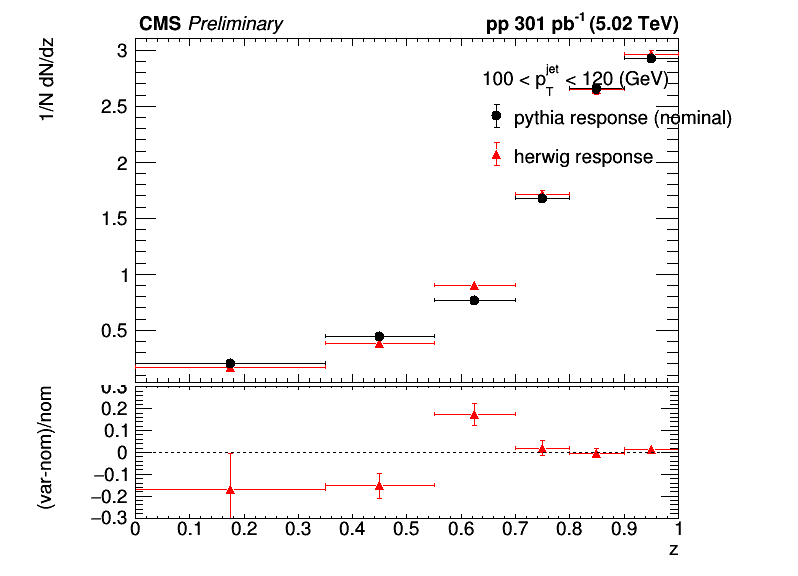 CMS Preliminary pp 301 pb⁻¹ (5.02 TeV)
1/N dN/dz
3
2.5
2
1.5
1
0.5
100 < p_T^jet < 120 (GeV)
pythia response (nominal)
herwig response
(var-nom)/nom
0.3
0.2
0.1
0
−0.1
−0.2
−0.3
0 0.1 0.2 0.3 0.4 0.5 0.6 0.7 0.8 0.9 1
z